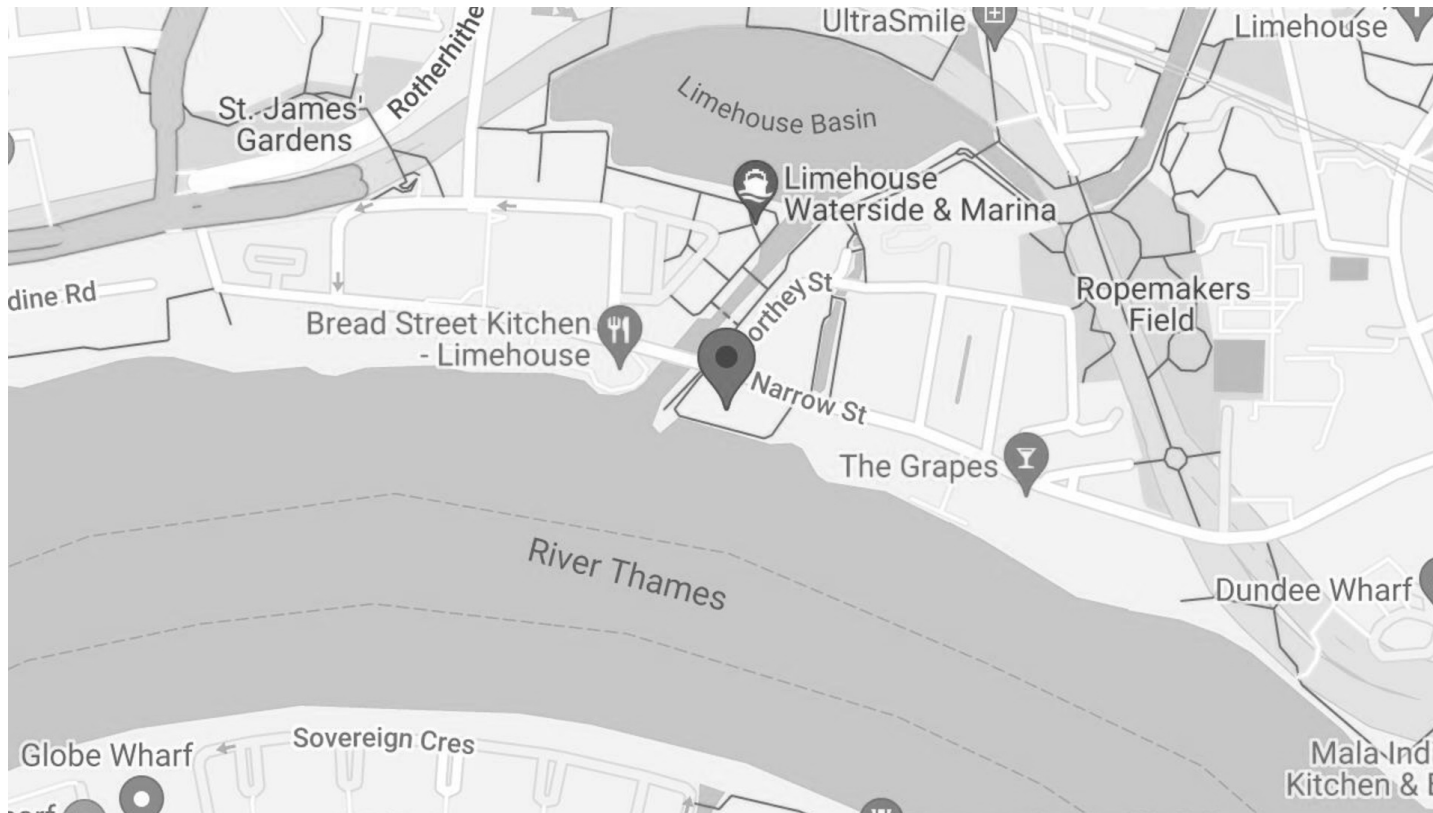 UltraSmile
Limehouse
Rotherhithe
St. James'
Gardens
Limehouse Basin
Limehouse
Waterside & Marina
dine Rd
Bread Street Kitchen
- Limehouse
orthey St
Ropemakers
Field
Narrow St
The Grapes
River Thames
Dundee Wharf
Sovereign Cres
Globe Wharf
Mala Ind
Kitchen &